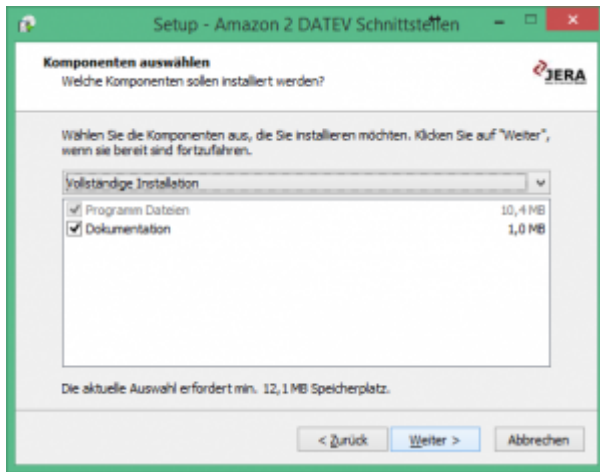 Setup - Amazon 2 DATEV Schnittstellen
Komponenten auswählen
Welche Komponenten sollen installiert werden?
JERA
Wählen Sie die Komponenten aus, die Sie installieren möchten. Klicken Sie auf "Weiter",
wenn sie bereit sind fortzufahren.
Vollständige Installation
Programm Dateien 10,4 MB
Dokumentation 1,0 MB
Die aktuelle Auswahl erfordert min. 12,1 MB Speicherplatz.
< Zurück Weiter > Abbrechen